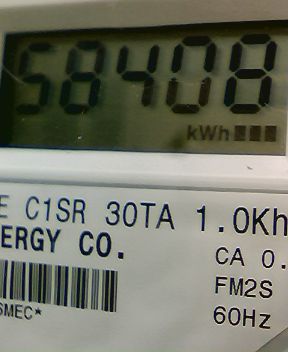 58408
kWh
E C1SR 30TA 1.0Kh
ERGY CO.
CA 0.
FM2S
60Hz
SMEC*